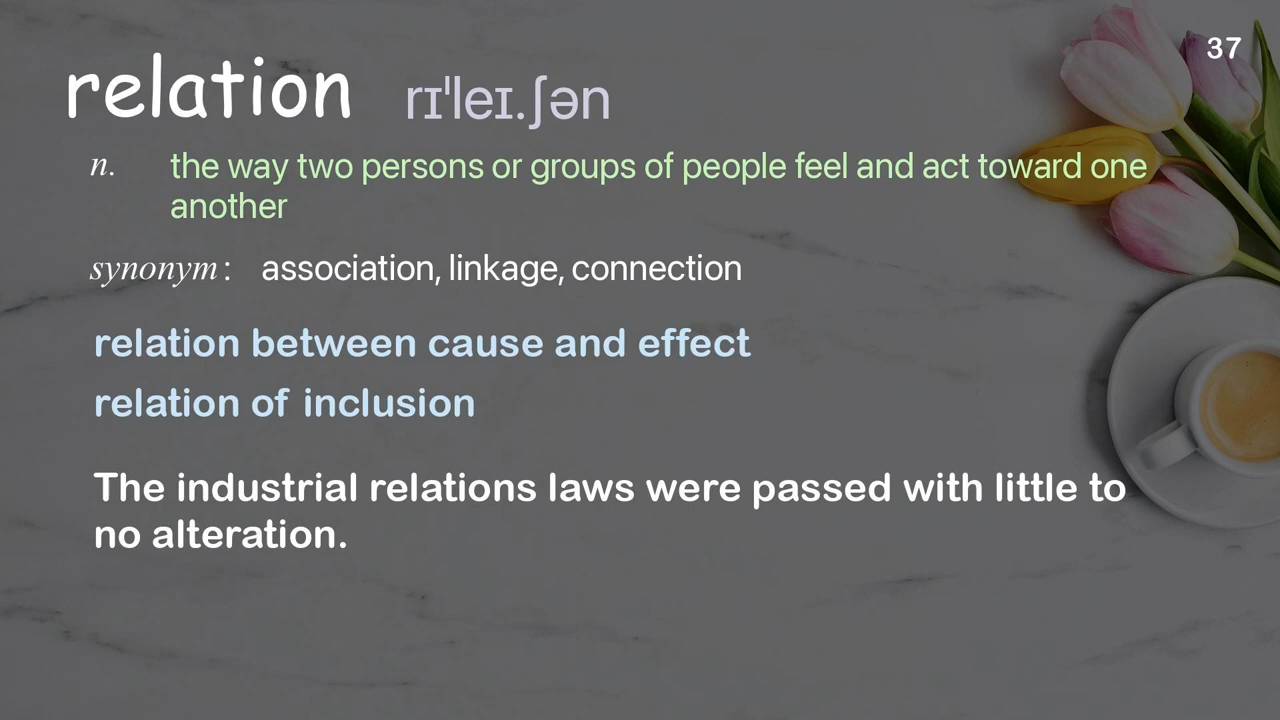 37
relation rɪˈleɪ.ʃən
n. the way two persons or groups of people feel and act toward one
another
synonym: association, linkage, connection
relation between cause and effect
relation of inclusion
The industrial relations laws were passed with little to
no alteration.